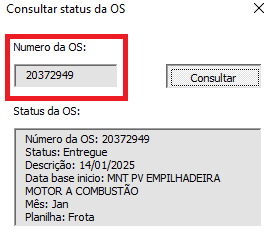 Consultar status da OS
Numero da OS:
20372949
Consultar
Status da OS:
Número da OS: 20372949
Status: Entregue
Descrição: 14/01/2025
Data base inicio: MNT PV EMPILHADEIRA
MOTOR A COMBUSTÃO
Mês: Jan
Planilha: Frota